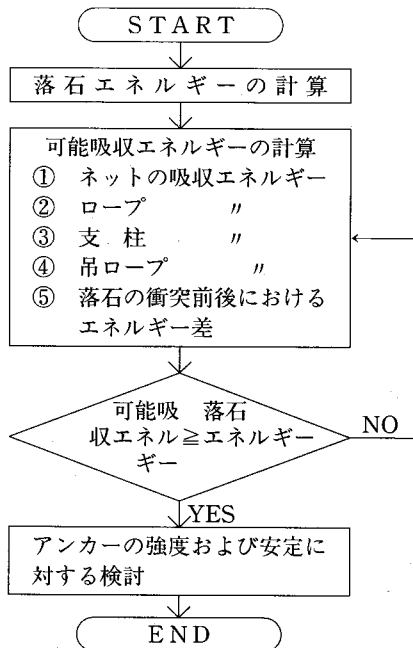 START
落石エネルギーの計算
可能吸収エネルギーの計算
① ネットの吸収エネルギー
② ロープ 〃
③ 支柱 〃
④ 吊ロープ 〃
⑤ 落石の衝突前後における
エネルギー差
可能吸 落石
収エネル≧エネルギー
ギー
NO
YES
アンカーの強度および安定に
対する検討
END